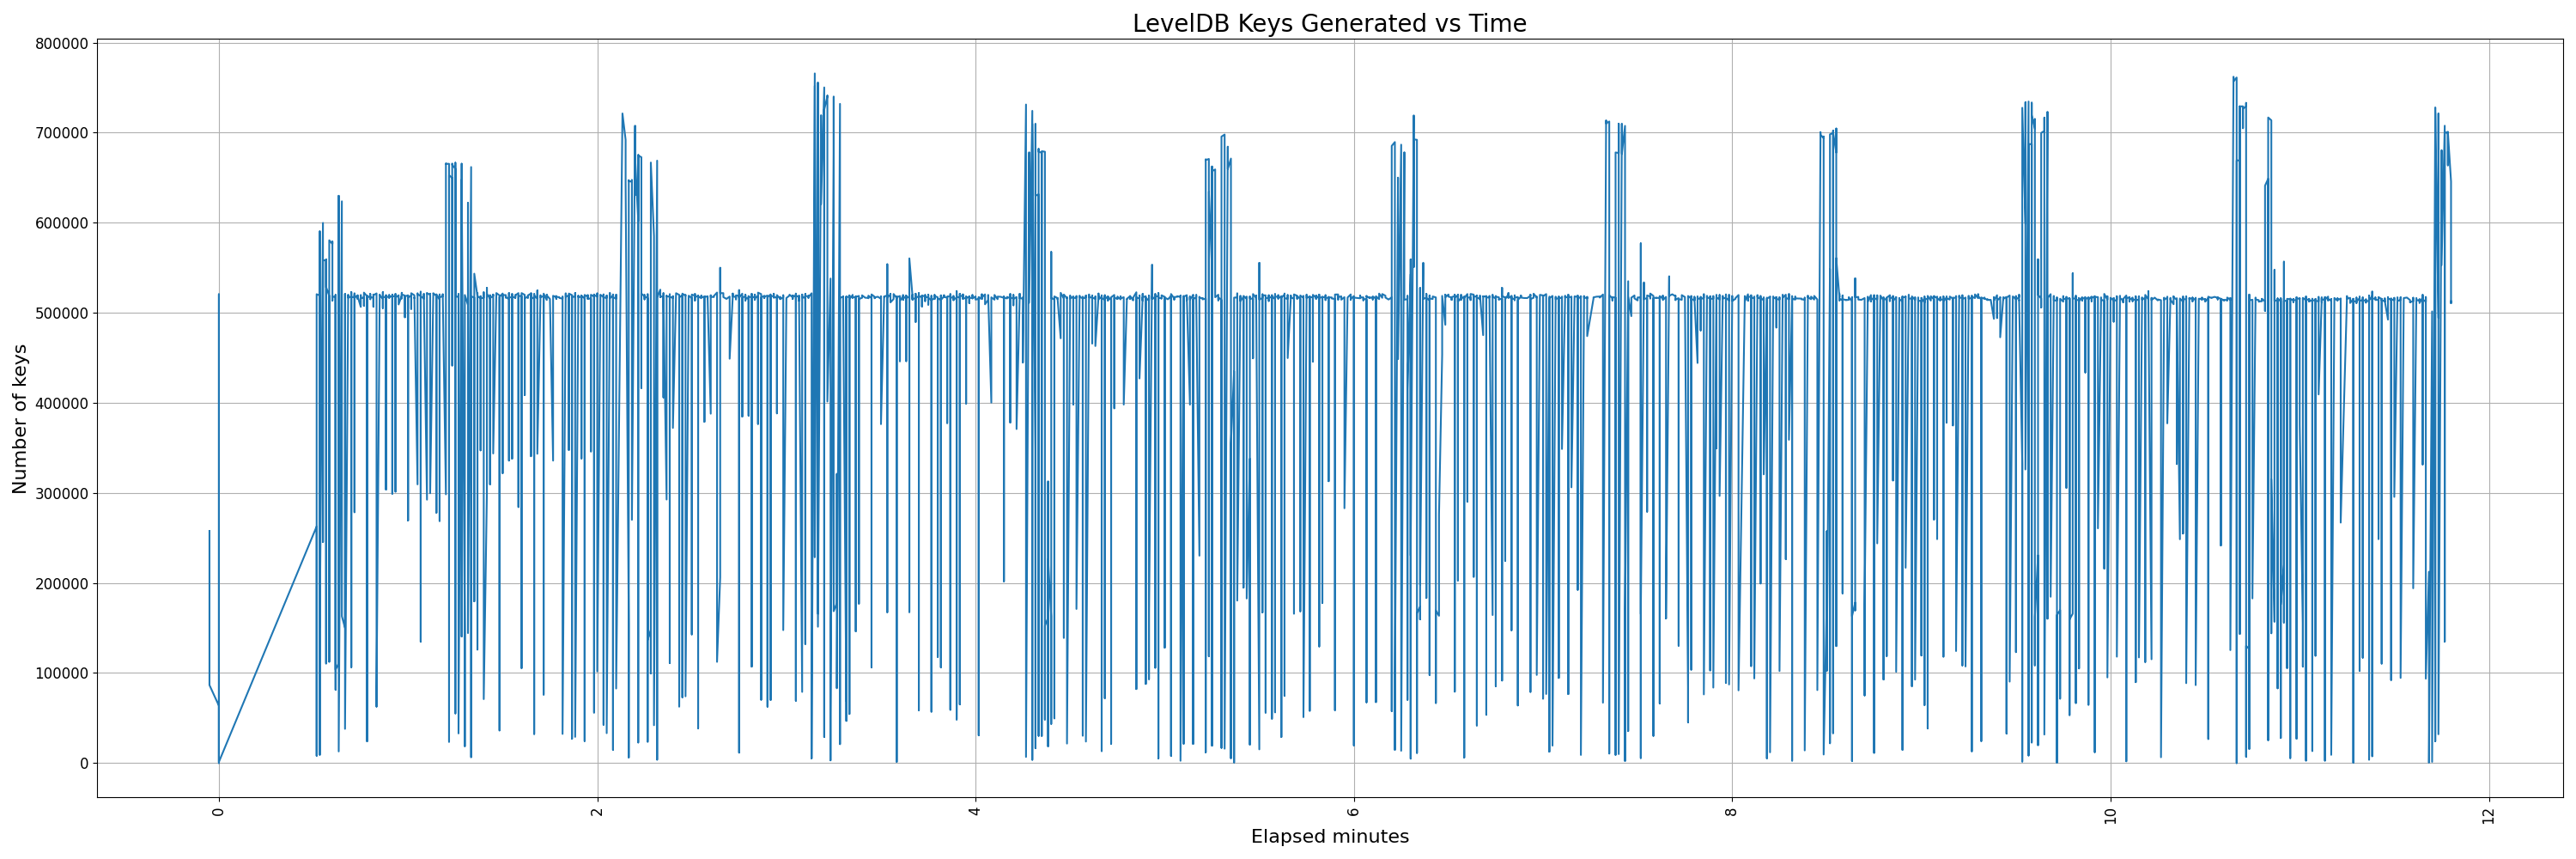 LevelDB Keys Generated vs Time
800000
700000
600000
500000
400000
300000
200000
100000
0
Number of keys
0 2 4 6 8 10 12
Elapsed minutes